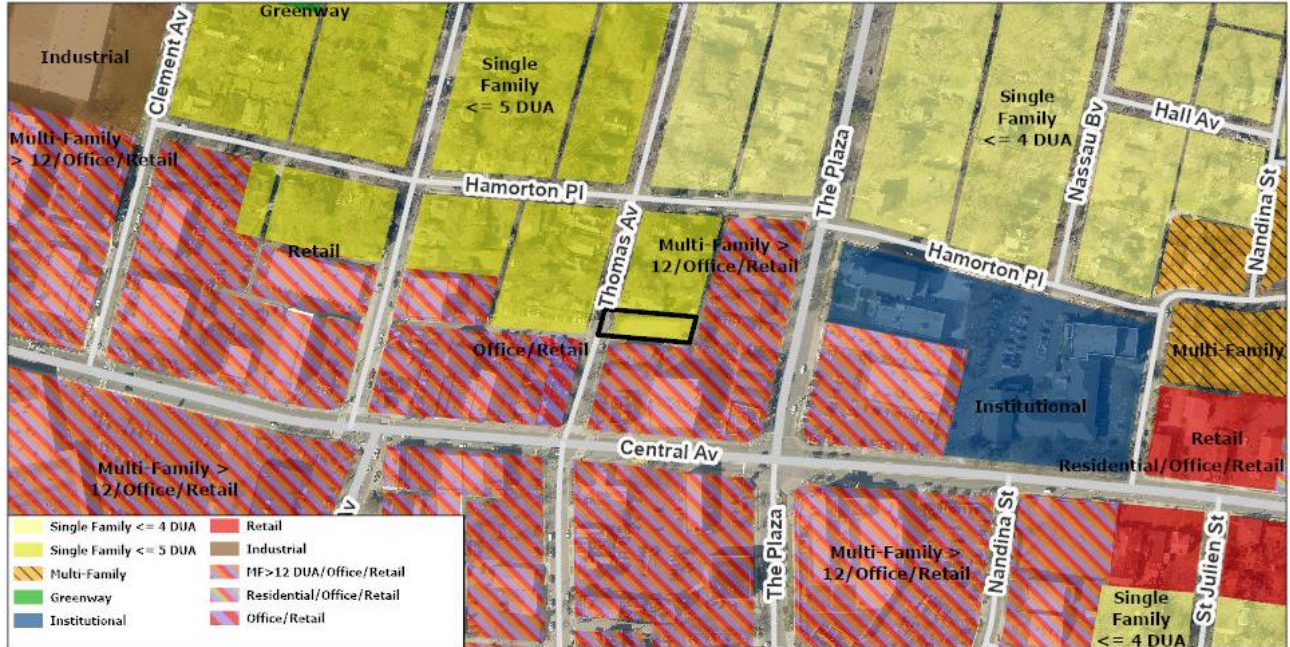 Greenway
Industrial
Clement Av
Single
Family
<= 5 DUA
The Plaza
Single
Family
<= 4 DUA
Nassau Bv
Hall Av
Multi-Family
> 12/Office/Retail
Hamorton Pl
Nandina St
Retail
Thomas Av
Multi-Family >
12/Office/Retail
Hamorton Pl
Office/Retail
Multi-Family
Institutional
Retail
Residential/Office/Retail
Central Av
Multi-Family >
12/Office/Retail
The Plaza
Multi-Family >
12/Office/Retail
Nandina St
St Julien St
Single
Family
<= 4 DUA
Single Family <= 4 DUA
Single Family <= 5 DUA
Multi-Family
Greenway
Institutional
Retail
Industrial
MF>12 DUA/Office/Retail
Residential/Office/Retail
Office/Retail